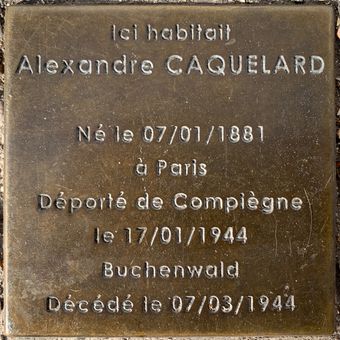 Ici habitait
Alexandre CAQUELARD
Né le 07/01/1881
à Paris
Déporté de Compiègne
le 17/01/1944
Buchenwald
Décédé le 07/03/1944